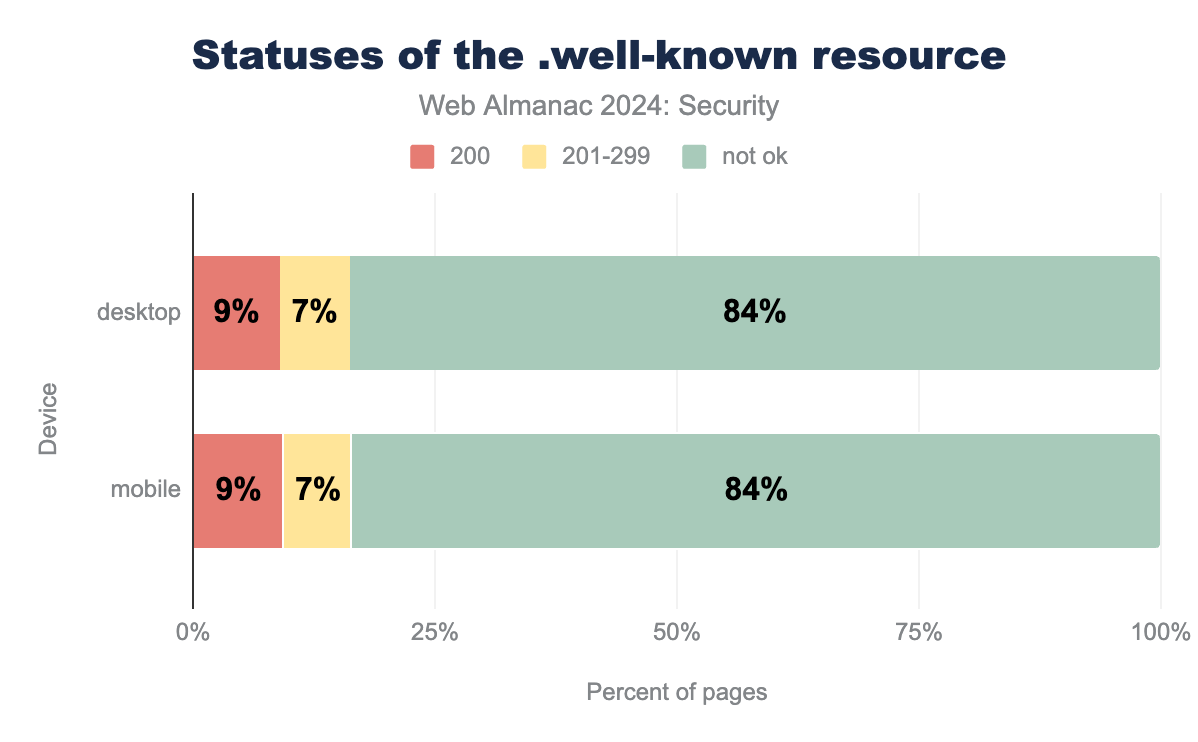 Statuses of the .well-known resource
Web Almanac 2024: Security
200 201-299 not ok
desktop 9% 7% 84%
Device
mobile 9% 7% 84%
0% 25% 50% 75% 100%
Percent of pages